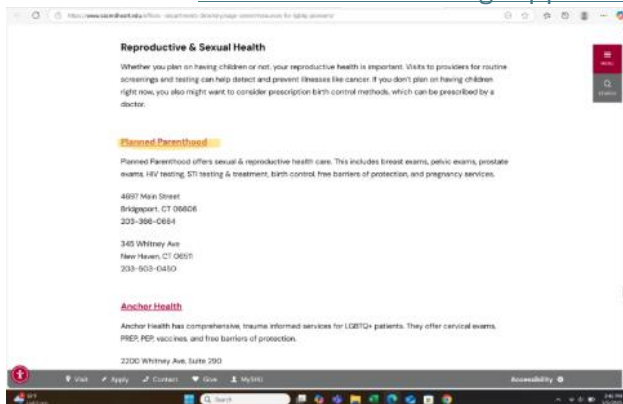 Reproductive & Sexual Health
MENU
Whether you plan on having children or not, your reproductive health is important. Visits to providers for routine
screenings and testing can help detect and prevent illnesses like cancer. If you don't plan on having children
right now, you also might want to consider prescription birth control methods, which can be prescribed by a
doctor.
Planned Parenthood
Planned Parenthood offers sexual & reproductive health care. This includes breast exams, pelvic exams, prostate
exams, HIV testing, STI testing & treatment, birth control, free barriers of protection, and pregnancy services.
4697 Main Street
Bridgeport, CT 06606
203-366-0664
345 Whitney Ave
New Haven, CT 06511
203-503-0450
Anchor Health
Anchor Health has comprehensive, trauma informed services for LGBTQ+ patients. They offer cervical exams,
PREP, PEP, vaccines, and free barriers of protection.
2200 Whitney Ave, Suite 290
Visit Apply Contact Give MySHU Accessibility
Search